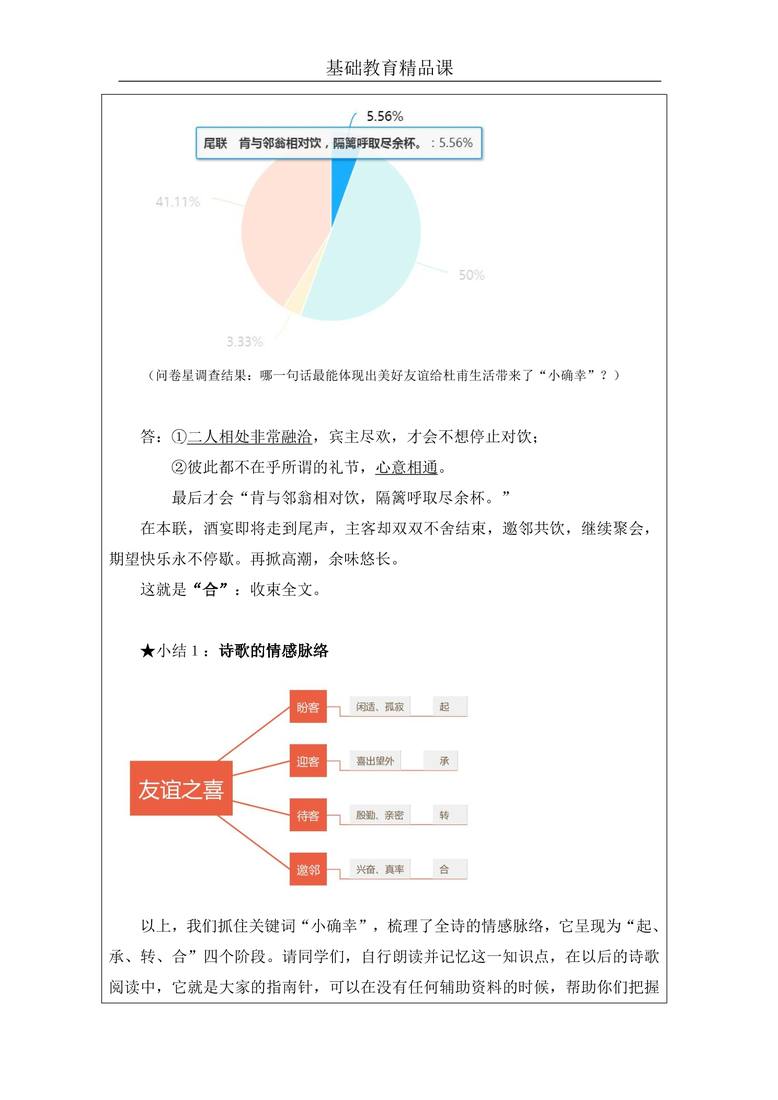 基础教育精品课
5.56%
尾联 肯与邻翁相对饮，隔篱呼取尽余杯。：5.56%
41.11%
50%
3.33%
（问卷星调查结果：哪一句话最能体现出美好友谊给杜甫生活带来了“小确幸”？）
答：①二人相处非常融洽，宾主尽欢，才会不想停止对饮；
②彼此都不在乎所谓的礼节，心意相通。
最后才会“肯与邻翁相对饮，隔篱呼取尽余杯。”
在本联，酒宴即将走到尾声，主客却双双不舍结束，邀邻共饮，继续聚会，
期望快乐永不停歇。再掀高潮，余味悠长。
这就是“合”：收束全文。
★小结 1：诗歌的情感脉络
友谊之喜
盼客 闲适、孤寂 起
迎客 喜出望外 承
待客 殷勤、亲密 转
邀邻 兴奋、真率 合
以上，我们抓住关键词“小确幸”，梳理了全诗的情感脉络，它呈现为“起、
承、转、合”四个阶段。请同学们，自行朗读并记忆这一知识点，在以后的诗歌
阅读中，它就是大家的指南针，可以在没有任何辅助资料的时候，帮助你们把握